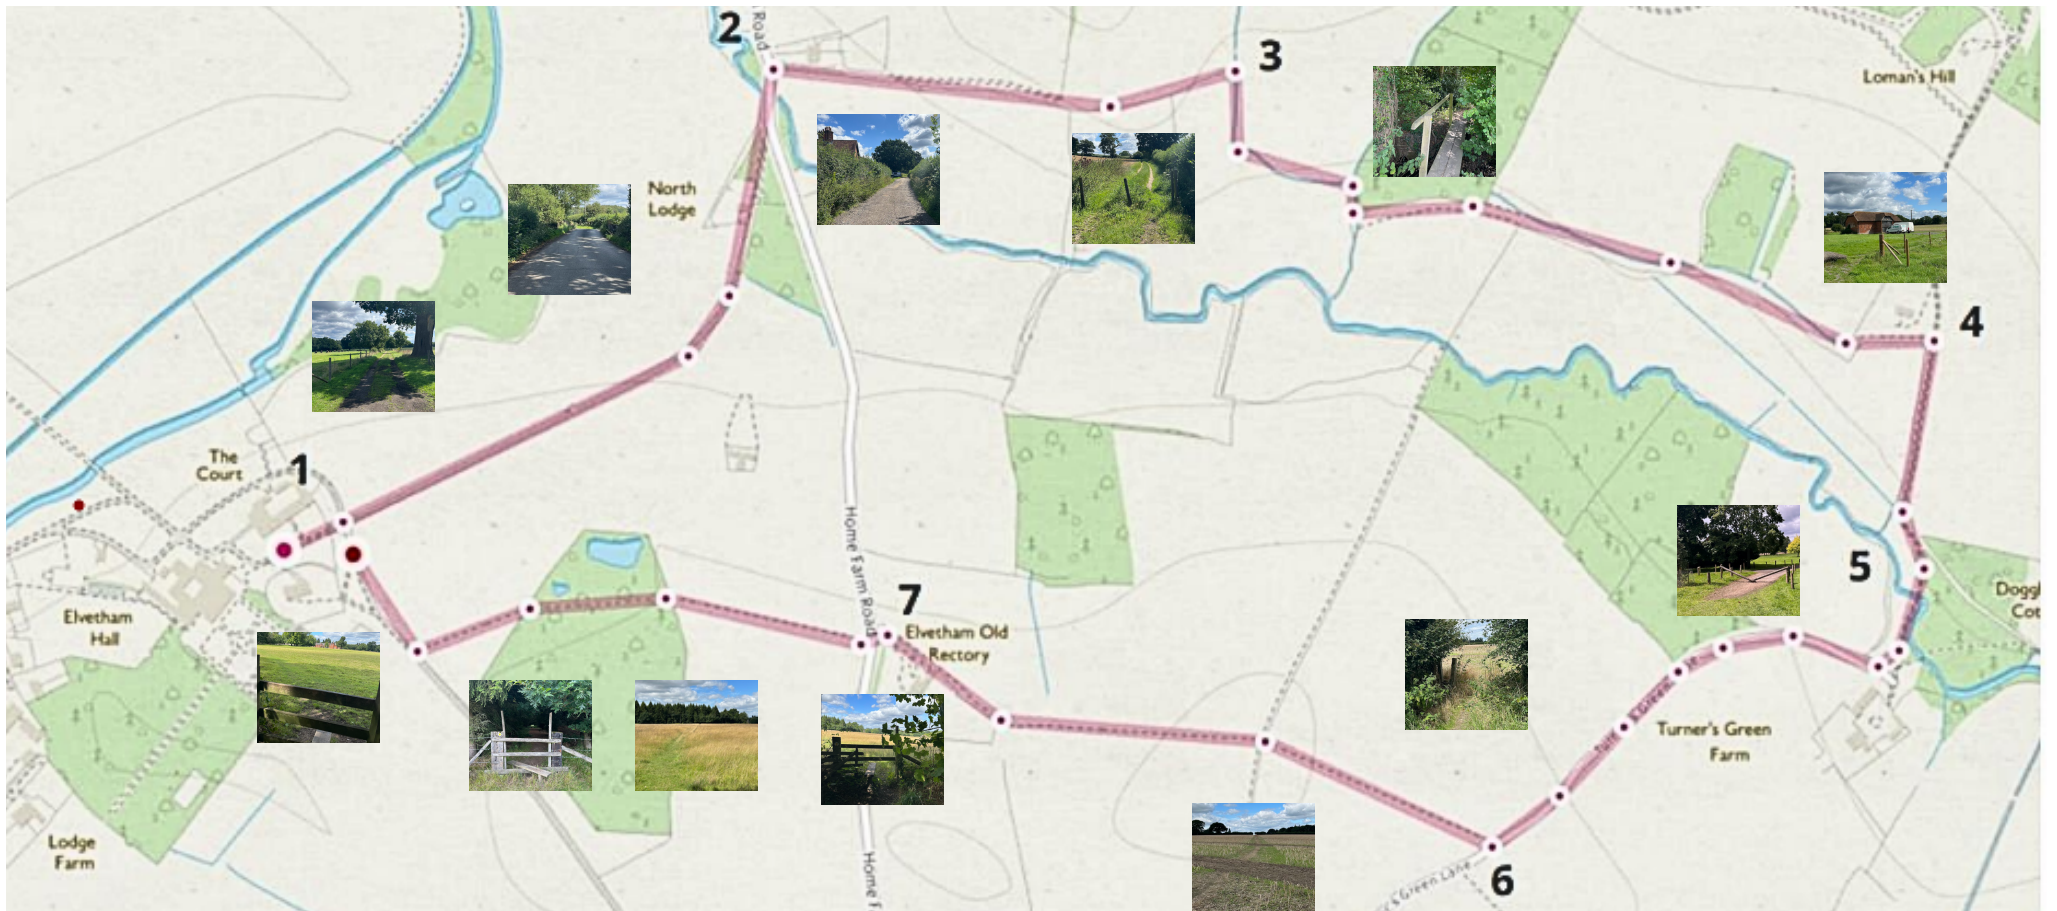 2
Road
3
Loman's Hill
North
Lodge
4
The
Court
1
Home Farm Road
5
Elvetham
Hall
7
Elvetham Old
Rectory
Turner's Green
Farm
s Green
Lodge
Farm
Home F
s Green Lane
6